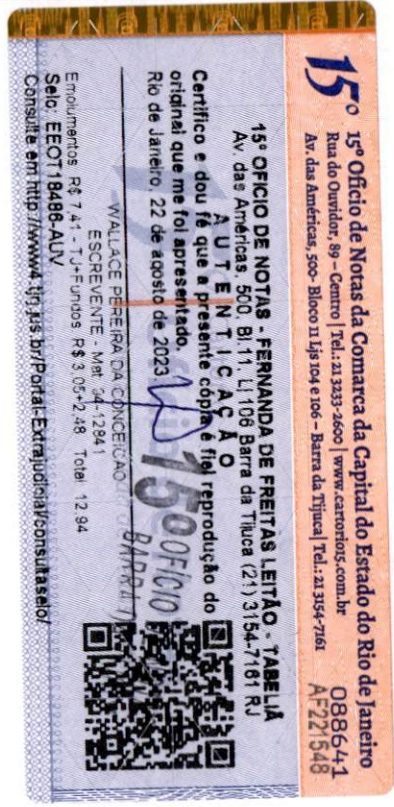 15º 15º Ofício de Notas da Comarca da Capital do Estado do Rio de Janeiro
Rua do Ouvidor, 89 – Centro | Tel.: 21 3233-2600 | www.cartorio15.com.br
Av. das Américas, 500 - Bloco 11 Ljs 104 e 106 – Barra da Tijuca | Tel.: 21 3154-7161
088641
AF221548
15º OFÍCIO DE NOTAS - FERNANDA DE FREITAS LEITÃO - TABELIÃ
Av. das Américas, 500, Bl.11, Lj 106 Barra da Tijuca (21) 3154-7161 RJ
AUTENTICAÇÃO
Certifico e dou fé que a presente cópia é fiel reprodução do
original que me foi apresentado.
Rio de Janeiro, 22 de agosto de 2023
15º OFÍCIO
BARRA
WALLACE PEREIRA DA CONCEIÇÃO
ESCREVENTE - Mat. 94-12841
Emolumentos: R$ 7,41 - TJ+Fundos R$ 3,05+2,48 Total: 12,94
Selo: EEOT18486-AUV
Consulte em http://www4.tjrj.jus.br/Portal-Extrajudicial/consultaselo/